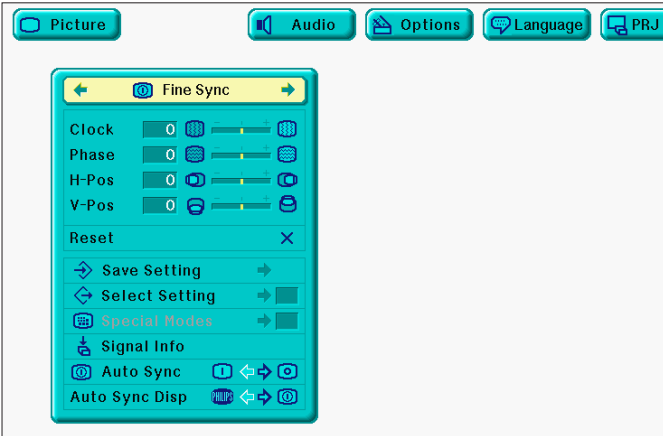 Picture Audio Options Language PRJ
Fine Sync
Clock 0
Phase 0
H-Pos 0
V-Pos 0
Reset
Save Setting
Select Setting
Special Modes
Signal Info
Auto Sync
Auto Sync Disp PHILIPS